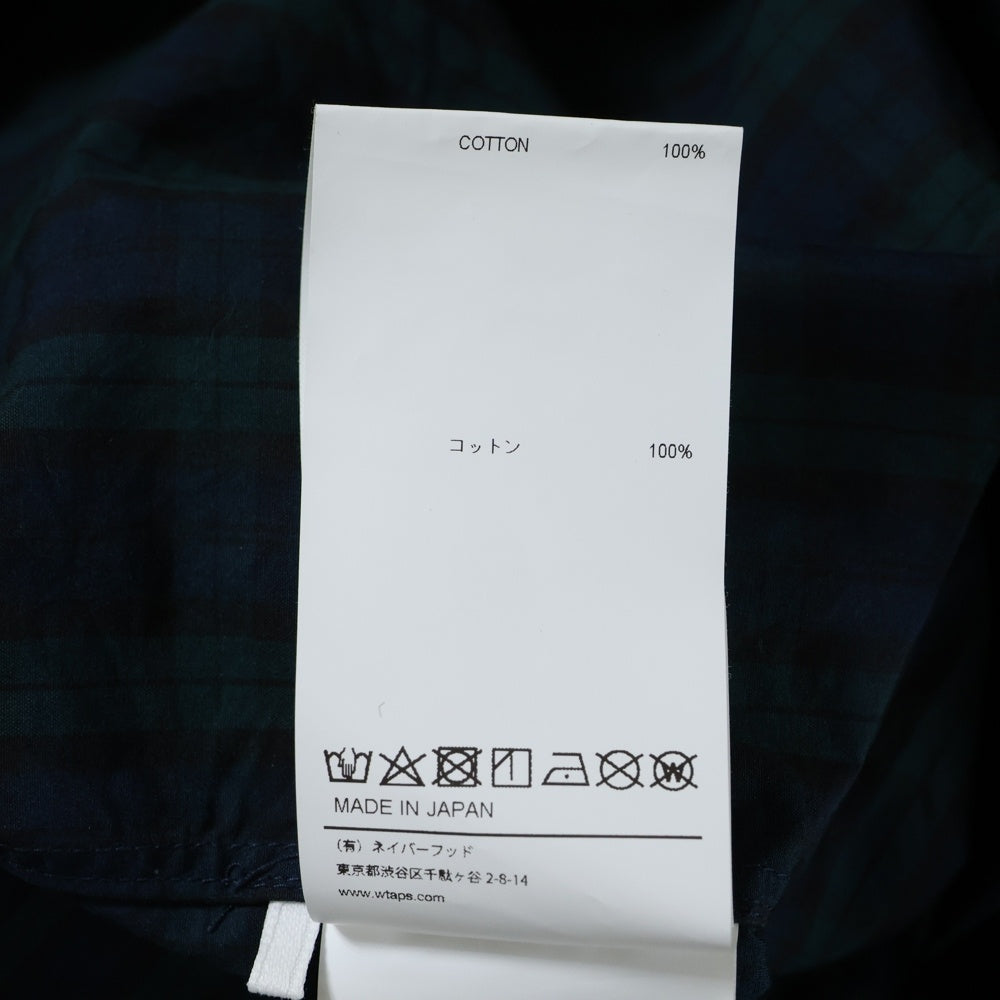 COTTON 100%
コットン 100%
W
MADE IN JAPAN
(有) ネイバーフッド
東京都渋谷区千駄ヶ谷 2-8-14
www.wtaps.com